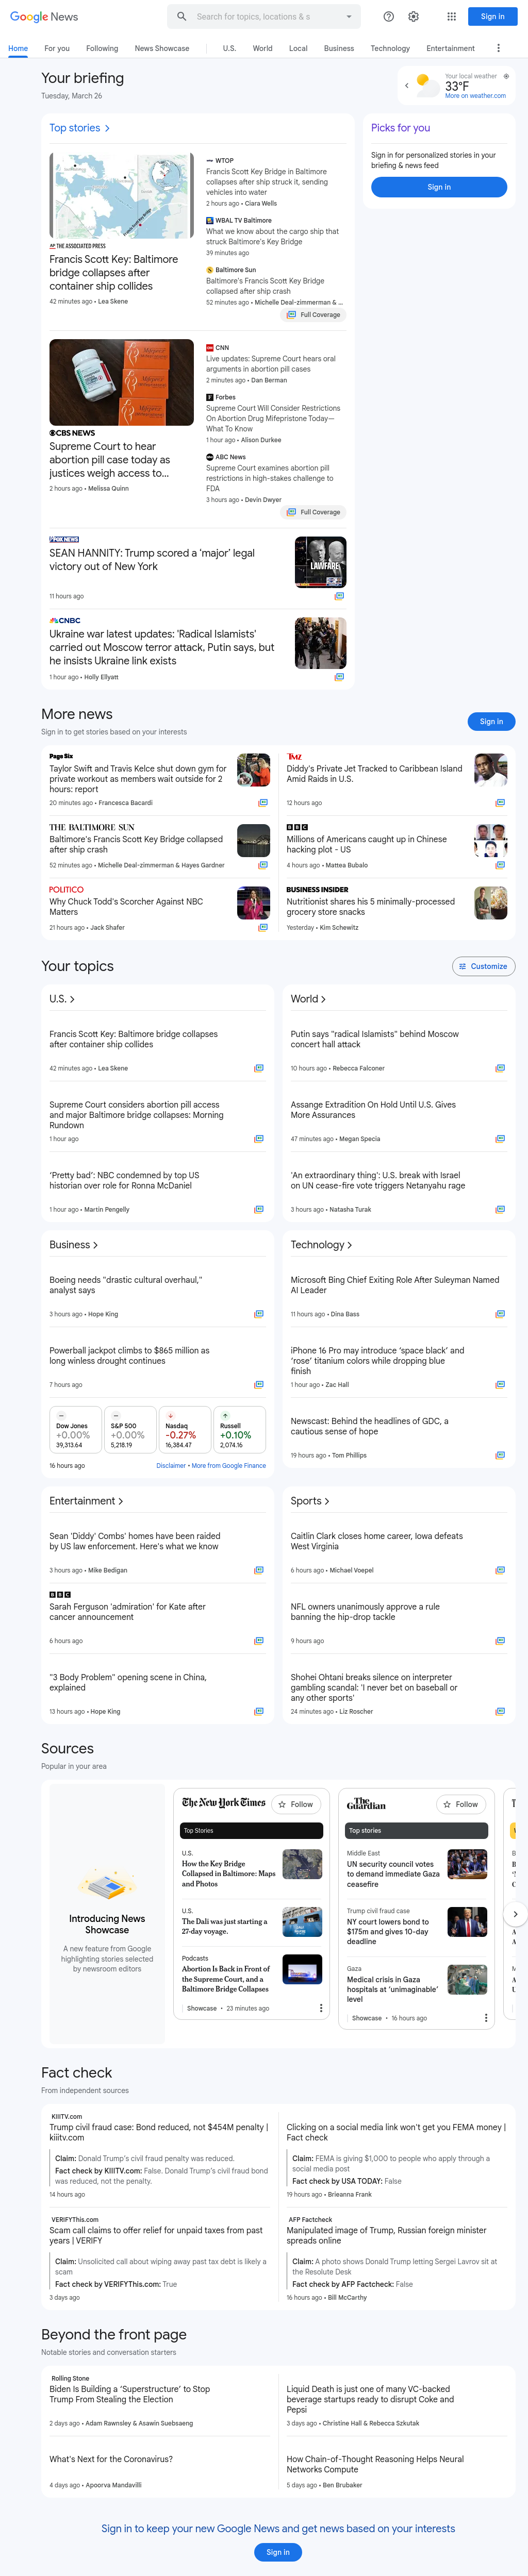 Google News
Search for news
Search for topics, locations & s
Sign in
Home
For you
Following
News Showcase
U.S.
World
Local
Business
Technology
Entertainment
Your briefing
Tuesday, March 26
Your local weather
33°F
More on weather.com
Top stories
THE ASSOCIATED PRESS
Francis Scott Key: Baltimore
bridge collapses after
container ship collides
42 minutes ago • Lea Skene
WTOP
Francis Scott Key Bridge in Baltimore
collapses after ship struck it, sending
vehicles into water
2 hours ago • Ciara Wells
WBAL TV Baltimore
What we know about the cargo ship that
struck Baltimore's Key Bridge
39 minutes ago
Baltimore Sun
Baltimore's Francis Scott Key Bridge
collapsed after ship crash
52 minutes ago • Michelle Deal-zimmerman & ...
Full Coverage
CBS NEWS
Supreme Court to hear
abortion pill case today as
justices weigh access to...
2 hours ago • Melissa Quinn
CNN
Live updates: Supreme Court hears oral
arguments in abortion pill cases
2 minutes ago • Dan Berman
Forbes
Supreme Court Will Consider Restrictions
On Abortion Drug Mifepristone Today—
What To Know
1 hour ago • Alison Durkee
ABC News
Supreme Court examines abortion pill
restrictions in high-stakes challenge to
FDA
3 hours ago • Devin Dwyer
Full Coverage
SEAN HANNITY: Trump scored a 'major' legal
victory out of New York
LAWFARE
11 hours ago
CNBC
Ukraine war latest updates: 'Radical Islamists'
carried out Moscow terror attack, Putin says, but
he insists Ukraine link exists
1 hour ago • Holly Ellyatt
Picks for you
Sign in for personalized stories in your
briefing & news feed
Sign in
More news
Sign in to get stories based on your interests
Sign in
Page Six
Taylor Swift and Travis Kelce shut down gym for
private workout as members wait outside for 2
hours: report
20 minutes ago • Francesca Bacardi
TMZ
Diddy's Private Jet Tracked to Caribbean Island
Amid Raids in U.S.
12 hours ago
THE BALTIMORE SUN
Baltimore's Francis Scott Key Bridge collapsed
after ship crash
52 minutes ago • Michelle Deal-zimmerman & Hayes Gardner
BBC
Millions of Americans caught up in Chinese
hacking plot - US
4 hours ago • Mattea Bubalo
POLITICO
Why Chuck Todd's Scorcher Against NBC
Matters
21 hours ago • Jack Shafer
BUSINESS INSIDER
Nutritionist shares his 5 minimally-processed
grocery store snacks
Yesterday • Kim Schewitz
Your topics
Customize
U.S.
Francis Scott Key: Baltimore bridge collapses
after container ship collides
42 minutes ago • Lea Skene
Supreme Court considers abortion pill access
and major Baltimore bridge collapses: Morning
Rundown
1 hour ago
'Pretty bad': NBC condemned by top US
historian over role for Ronna McDaniel
1 hour ago • Martin Pengelly
World
Putin says "radical Islamists" behind Moscow
concert hall attack
10 hours ago • Rebecca Falconer
Assange Extradition On Hold Until U.S. Gives
More Assurances
47 minutes ago • Megan Specia
'An extraordinary thing': U.S. break with Israel
on UN cease-fire vote triggers Netanyahu rage
3 hours ago • Natasha Turak
Business
Boeing needs "drastic cultural overhaul,"
analyst says
3 hours ago • Hope King
Powerball jackpot climbs to $865 million as
long winless drought continues
7 hours ago
Dow Jones
+0.00%
39,313.64
S&P 500
+0.00%
5,218.19
Nasdaq
-0.27%
16,384.47
Russell
+0.10%
2,074.16
16 hours ago
Disclaimer • More from Google Finance
Technology
Microsoft Bing Chief Exiting Role After Suleyman Named
AI Leader
11 hours ago • Dina Bass
iPhone 16 Pro may introduce 'space black' and
'rose' titanium colors while dropping blue
finish
1 hour ago • Zac Hall
Newscast: Behind the headlines of GDC, a
cautious sense of hope
19 hours ago • Tom Phillips
Entertainment
Sean 'Diddy' Combs' homes have been raided
by US law enforcement. Here's what we know
3 hours ago • Mike Bedigan
BBC
Sarah Ferguson 'admiration' for Kate after
cancer announcement
6 hours ago
"3 Body Problem" opening scene in China,
explained
13 hours ago • Hope King
Sports
Caitlin Clark closes home career, Iowa defeats
West Virginia
6 hours ago • Michael Voepel
NFL owners unanimously approve a rule
banning the hip-drop tackle
9 hours ago
Shohei Ohtani breaks silence on interpreter
gambling scandal: 'I never bet on baseball or
any other sports'
24 minutes ago • Liz Roscher
Sources
Popular in your area
Introducing News
Showcase
A new feature from Google
highlighting stories selected
by newsroom editors
The New York Times
Follow
Top Stories
U.S.
How the Key Bridge
Collapsed in Baltimore: Maps
and Photos
U.S.
The Dali was just starting a
27-day voyage.
Podcasts
Abortion Is Back in Front of
the Supreme Court, and a
Baltimore Bridge Collapses
Showcase • 23 minutes ago
The Guardian
Follow
Top stories
Middle East
UN security council votes
to demand immediate Gaza
ceasefire
Trump civil fraud case
NY court lowers bond to
$175m and gives 10-day
deadline
Gaza
Medical crisis in Gaza
hospitals at 'unimaginable'
level
Showcase • 16 hours ago
Fact check
From independent sources
KIIITV.com
Trump civil fraud case: Bond reduced, not $454M penalty |
kiiitv.com
Claim: Donald Trump's civil fraud penalty was reduced.
Fact check by KIIITV.com: False. Donald Trump's civil fraud bond
was reduced, not the penalty.
14 hours ago
Clicking on a social media link won't get you FEMA money |
Fact check
Claim: FEMA is giving $1,000 to people who apply through a
social media post
Fact check by USA TODAY: False
19 hours ago • Brieanna Frank
VERIFYThis.com
Scam call claims to offer relief for unpaid taxes from past
years | VERIFY
Claim: Unsolicited call about wiping away past tax debt is likely a
scam
Fact check by VERIFYThis.com: True
3 days ago
AFP Factcheck
Manipulated image of Trump, Russian foreign minister
spreads online
Claim: A photo shows Donald Trump letting Sergei Lavrov sit at
the Resolute Desk
Fact check by AFP Factcheck: False
16 hours ago • Bill McCarthy
Beyond the front page
Notable stories and conversation starters
Rolling Stone
Biden Is Building a 'Superstructure' to Stop
Trump From Stealing the Election
2 days ago • Adam Rawnsley & Asawin Suebsaeng
Liquid Death is just one of many VC-backed
beverage startups ready to disrupt Coke and
Pepsi
3 days ago • Christine Hall & Rebecca Szkutak
What's Next for the Coronavirus?
4 days ago • Apoorva Mandavilli
How Chain-of-Thought Reasoning Helps Neural
Networks Compute
5 days ago • Ben Brubaker
Sign in to keep your new Google News and get news based on your interests
Sign in